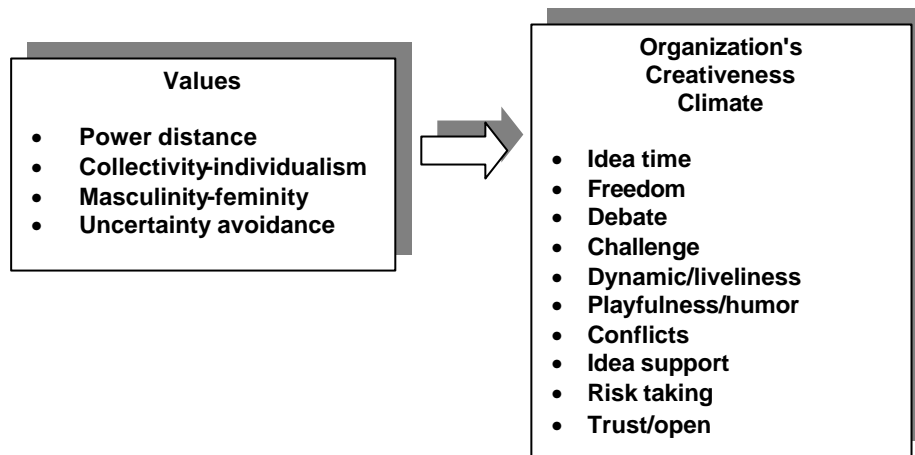 Values
• Power distance
• Collectivity-individualism
• Masculinity-feminity
• Uncertainty avoidance
Organization's
Creativeness
Climate
• Idea time
• Freedom
• Debate
• Challenge
• Dynamic/liveliness
• Playfulness/humor
• Conflicts
• Idea support
• Risk taking
• Trust/open